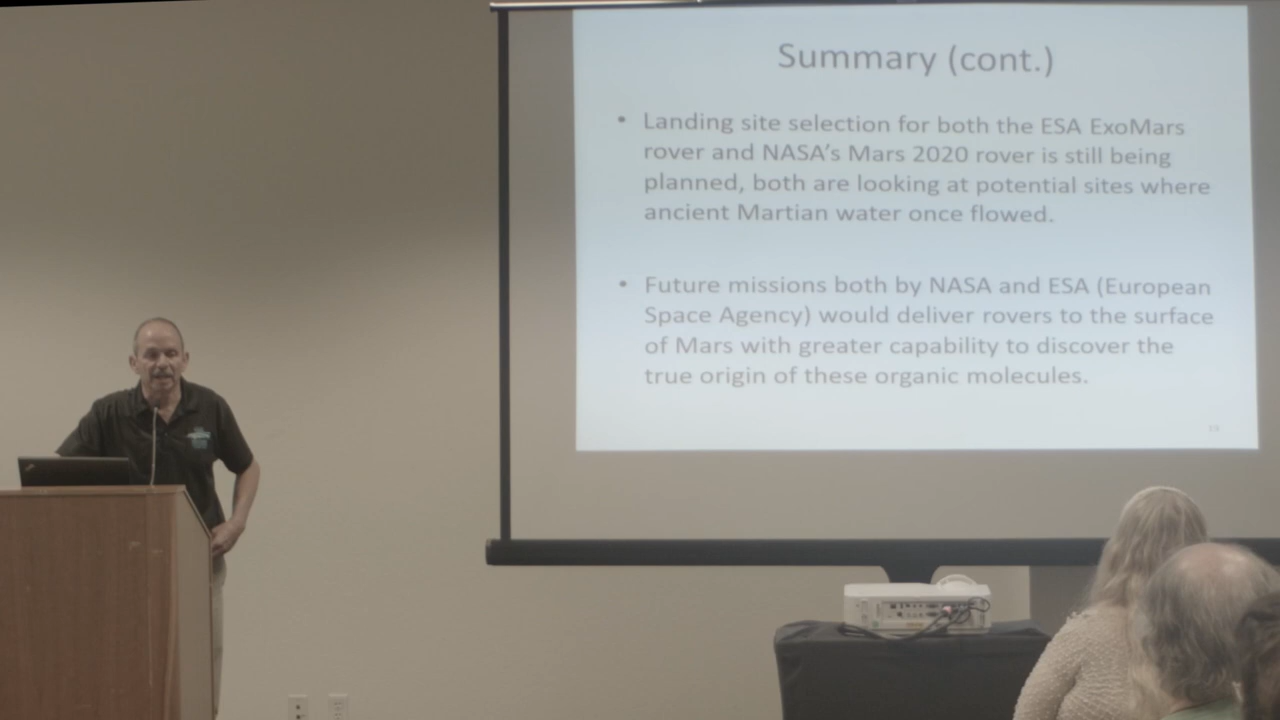 Summary (cont.)
• Landing site selection for both the ESA ExoMars
rover and NASA's Mars 2020 rover is still being
planned, both are looking at potential sites where
ancient Martian water once flowed.
• Future missions both by NASA and ESA (European
Space Agency) would deliver rovers to the surface
of Mars with greater capability to discover the
true origin of these organic molecules.